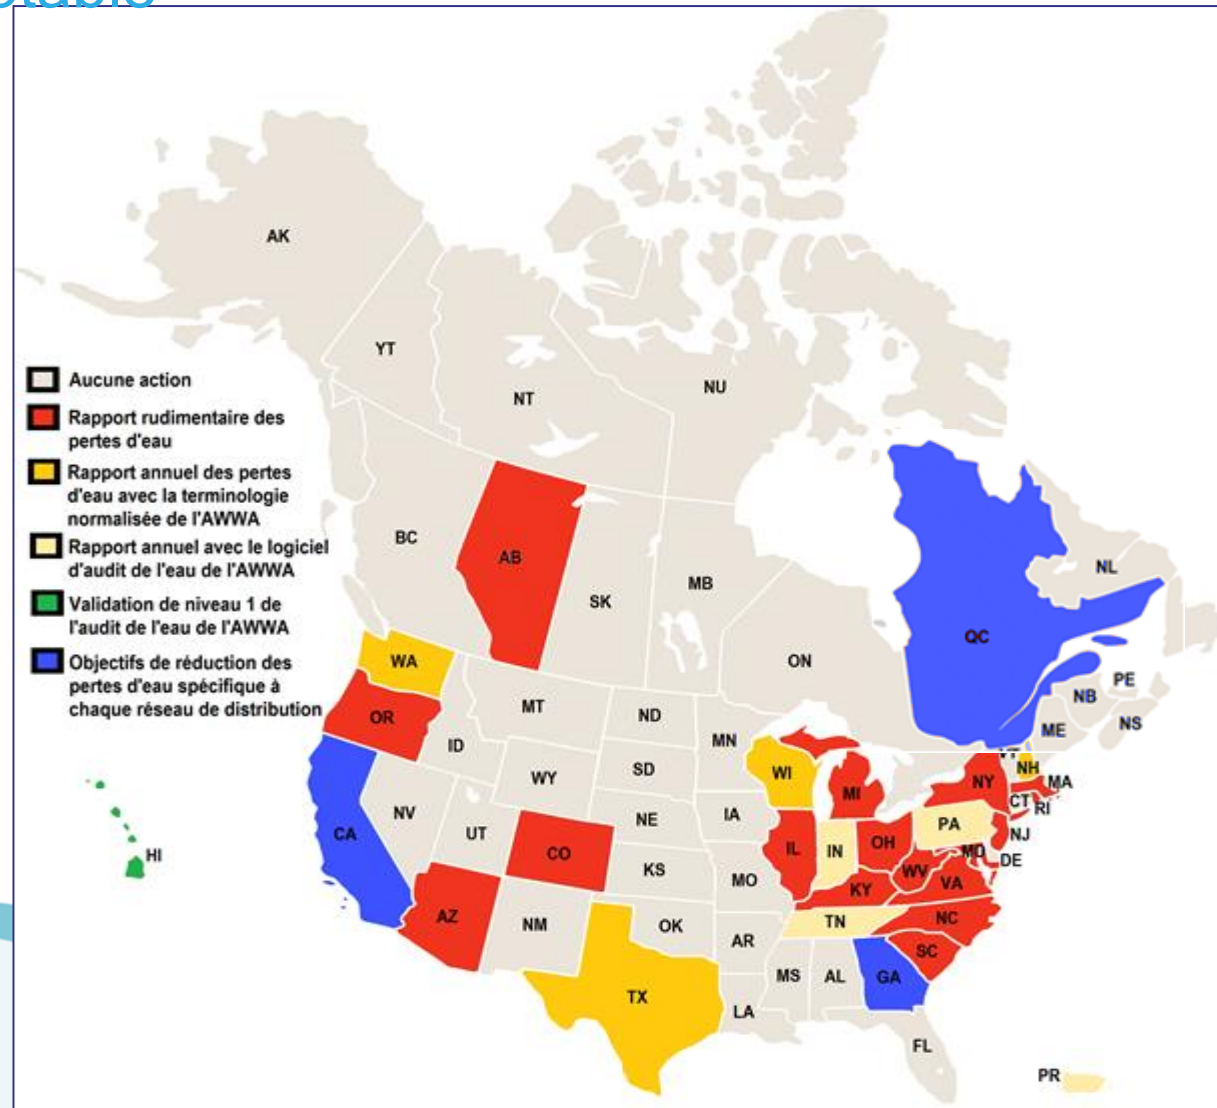 AK
YT
NT
NU
Aucune action
Rapport rudimentaire des
pertes d'eau
Rapport annuel des pertes
d'eau avec la terminologie
normalisée de l'AWWA
Rapport annuel avec le logiciel
d'audit de l'eau de l'AWWA
Validation de niveau 1 de
l'audit de l'eau de l'AWWA
Objectifs de réduction des
pertes d'eau spécifique à
chaque réseau de distribution
BC
AB
SK
MB
ON
QC
NL
PE
NB
NS
ME
WA
OR
ID
MT
ND
MN
WY
SD
WI
MI
NY
VT
NH
MA
CT
RI
NJ
PA
MD
DE
HI
CA
NV
UT
CO
NE
IA
IL
IN
OH
WV
VA
KS
MO
KY
AZ
NM
OK
AR
TN
NC
SC
TX
LA
MS
AL
GA
FL
PR